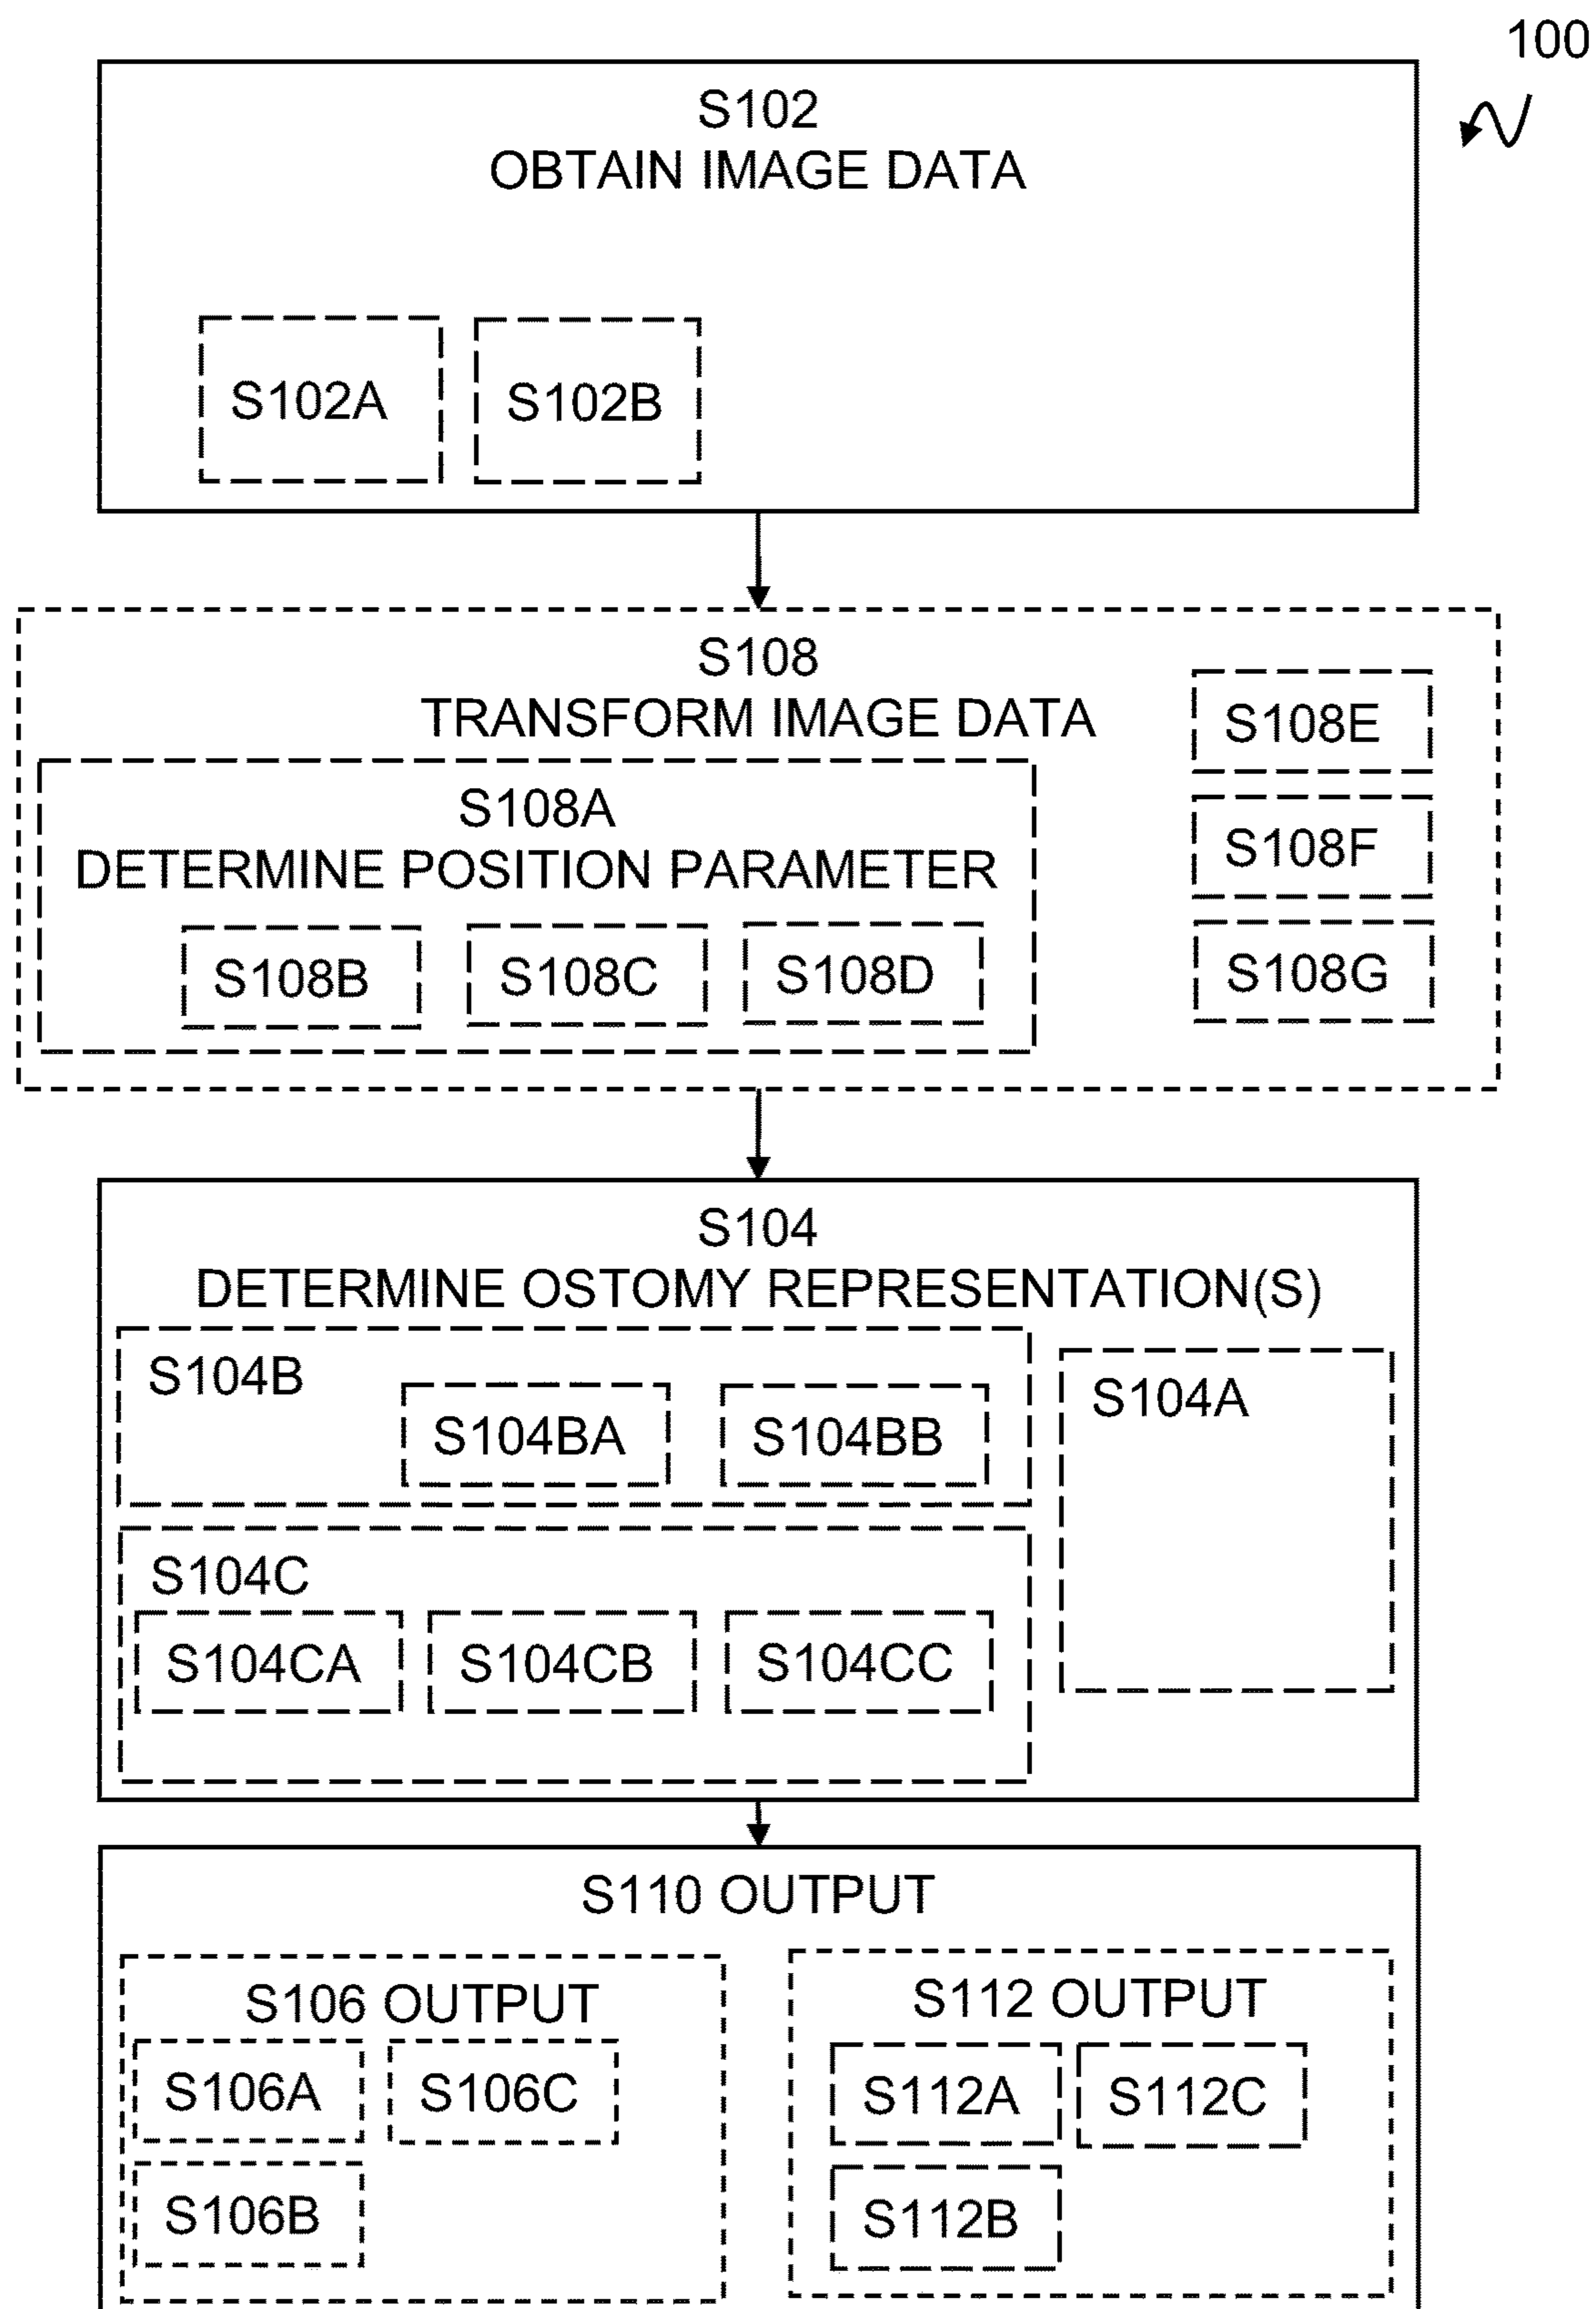 100
S102
OBTAIN IMAGE DATA
S102A
S102B
S108
TRANSFORM IMAGE DATA
S108E
S108A
DETERMINE POSITION PARAMETER
S108F
S108B
S108C
S108D
S108G
S104
DETERMINE OSTOMY REPRESENTATION(S)
S104B
S104BA
S104BB
S104A
S104C
S104CA
S104CB
S104CC
S110 OUTPUT
S106 OUTPUT
S106A
S106C
S106B
S112 OUTPUT
S112A
S112C
S112B